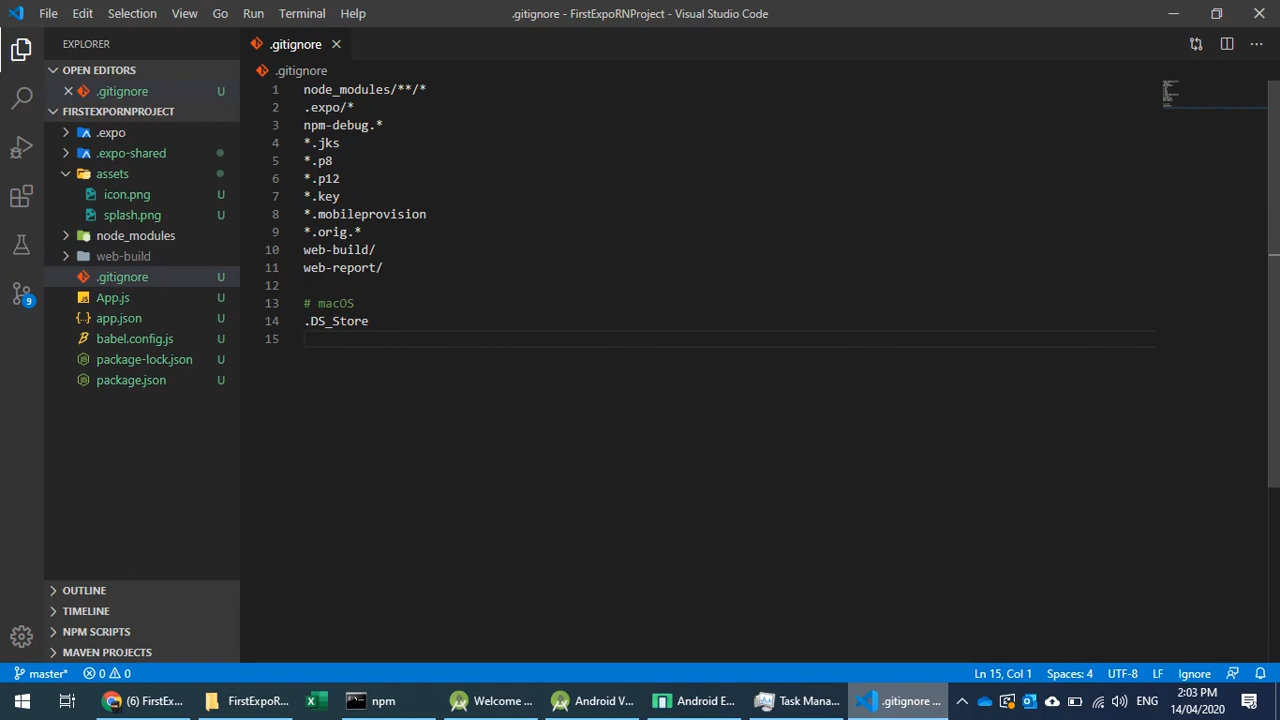 File Edit Selection View Go Run Terminal Help
.gitignore - FirstExpoRNProject - Visual Studio Code
EXPLORER
OPEN EDITORS
.gitignore U
FIRSTEXPORNPROJECT
.expo
.expo-shared
assets
icon.png U
splash.png U
node_modules
web-build
.gitignore U
App.js U
app.json U
babel.config.js U
package-lock.json U
package.json U
OUTLINE
TIMELINE
NPM SCRIPTS
MAVEN PROJECTS
9
.gitignore
.gitignore
1 node_modules/**/*
2 .expo/*
3 npm-debug.*
4 *.jks
5 *.p8
6 *.p12
7 *.key
8 *.mobileprovision
9 *.orig.*
10 web-build/
11 web-report/
12
13 # macOS
14 .DS_Store
15
master* 0 0
Ln 15, Col 1 Spaces: 4 UTF-8 LF Ignore
(6) FirstEx... FirstExpoR... npm Welcome ... Android V... Android E... Task Mana... .gitignore ...
ENG
2:03 PM
14/04/2020